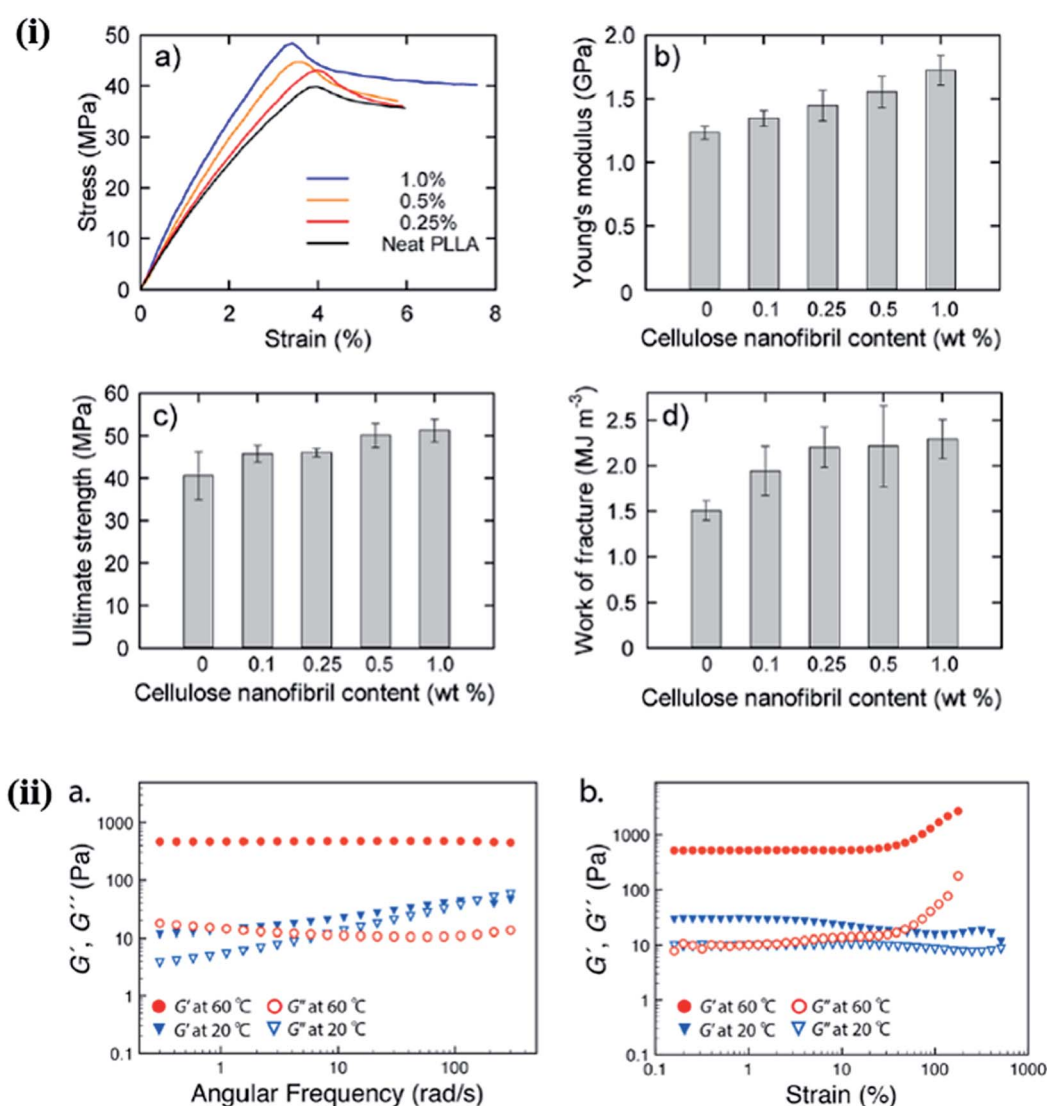 (i)
a)
50
40
30
20
10
0
Stress (MPa)
1.0%
0.5%
0.25%
Neat PLLA
0 2 4 6 8
Strain (%)
b)
2.0
1.5
1.0
0.5
0
Young's modulus (GPa)
0 0.1 0.25 0.5 1.0
Cellulose nanofibril content (wt %)
c)
60
50
40
30
20
10
0
Ultimate strength (MPa)
0 0.1 0.25 0.5 1.0
Cellulose nanofibril content (wt %)
d)
2.5
2.0
1.5
1.0
0.5
0
Work of fracture (MJ m⁻³)
0 0.1 0.25 0.5 1.0
Cellulose nanofibril content (wt %)
(ii)
a.
1000
100
10
1
0.1
G′, G″ (Pa)
G′ at 60 ℃ G″ at 60 ℃
G′ at 20 ℃ G″ at 20 ℃
1 10 100
Angular Frequency (rad/s)
b.
1000
100
10
1
0.1
G′, G″ (Pa)
G′ at 60 ℃ G″ at 60 ℃
G′ at 20 ℃ G″ at 20 ℃
0.1 1 10 100 1000
Strain (%)